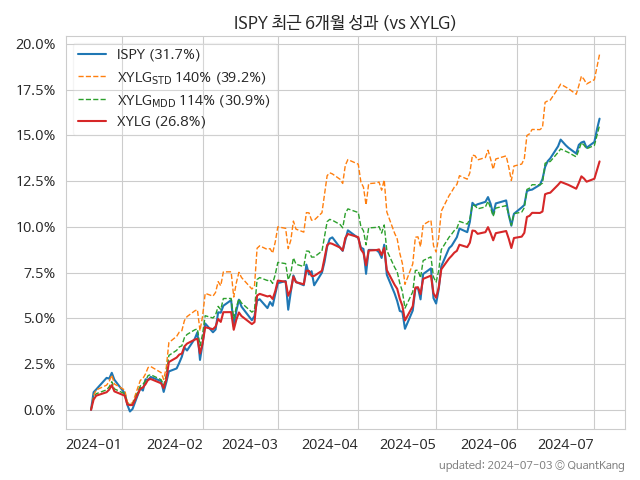 ISPY 최근 6개월 성과 (vs XYLG)
20.0%
17.5%
15.0%
12.5%
10.0%
7.5%
5.0%
2.5%
0.0%
ISPY (31.7%)
XYLGSTD 140% (39.2%)
XYLGMDD 114% (30.9%)
XYLG (26.8%)
2024-01 2024-02 2024-03 2024-04 2024-05 2024-06 2024-07
updated: 2024-07-03 © QuantKang